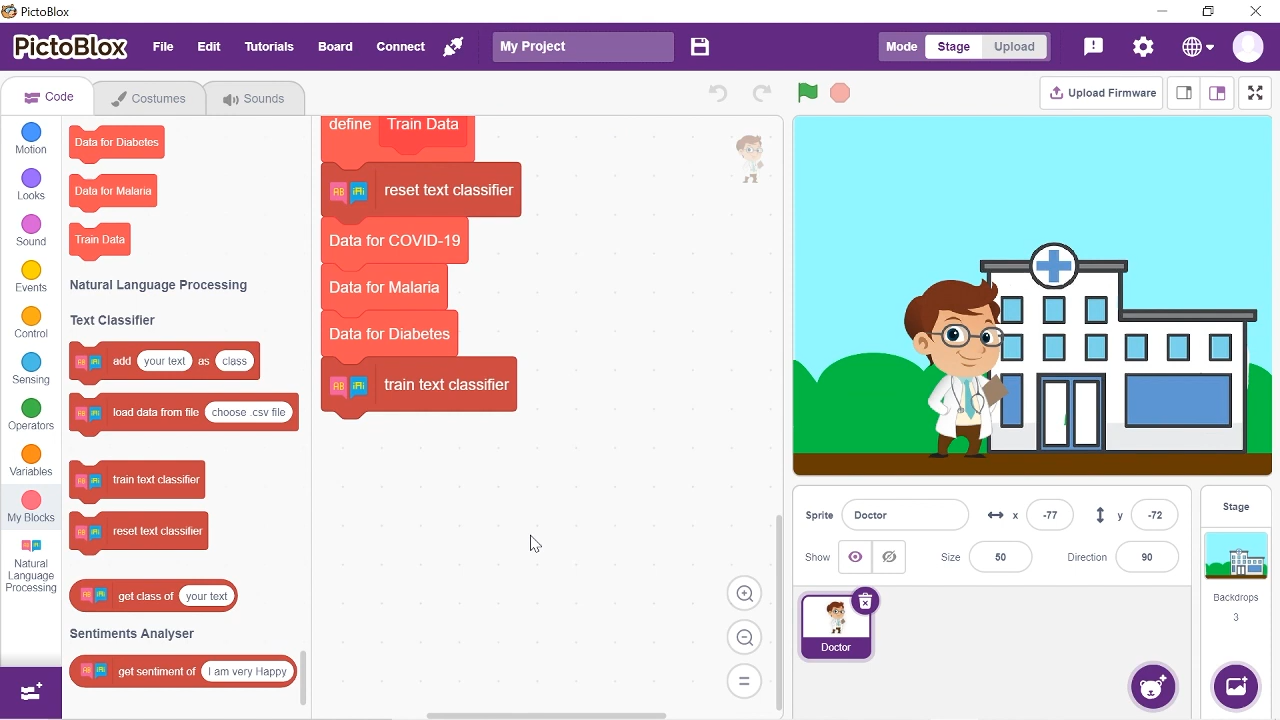 PictoBlox
PictoBlox File Edit Tutorials Board Connect My Project Mode Stage Upload
Code Costumes Sounds Upload Firmware
Motion
Looks
Sound
Events
Control
Sensing
Operators
Variables
My Blocks
Natural
Language
Processing
Data for Diabetes
Data for Malaria
Train Data
Natural Language Processing
Text Classifier
add your text as class
load data from file choose .csv file
train text classifier
reset text classifier
get class of your text
Sentiments Analyser
get sentiment of I am very Happy
define Train Data
reset text classifier
Data for COVID-19
Data for Malaria
Data for Diabetes
train text classifier
Sprite Doctor x -77 y -72
Show Size 50 Direction 90
Doctor
Stage
Backdrops
3